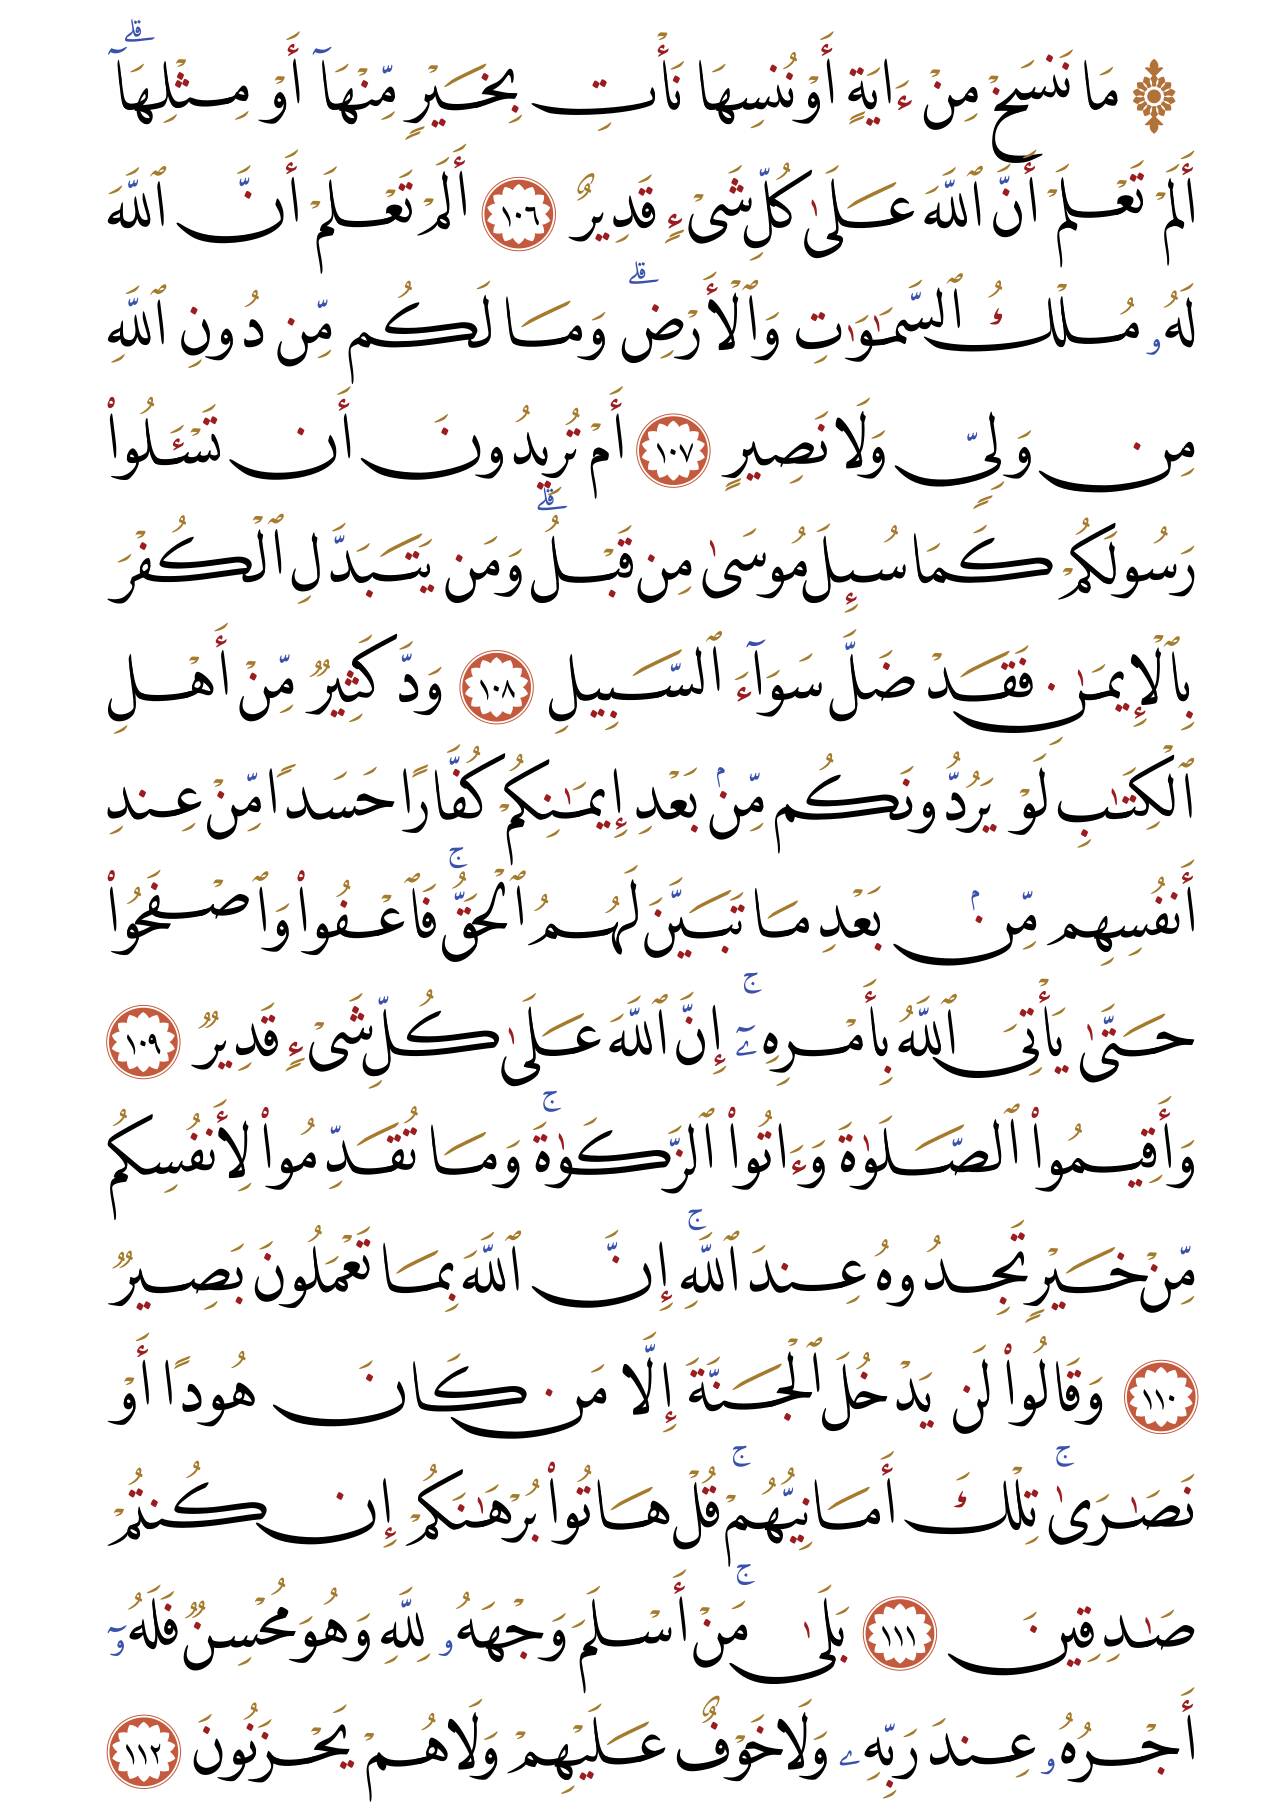 ۞ مَا نَنسَخْ مِنْ ءَايَةٍ أَوْ نُنسِهَا نَأْتِ بِخَيْرٍ مِّنْهَآ أَوْ مِثْلِهَآ ۗ
أَلَمْ تَعْلَمْ أَنَّ ٱللَّهَ عَلَىٰ كُلِّ شَىْءٍ قَدِيرٌ ١٠٦ أَلَمْ تَعْلَمْ أَنَّ ٱللَّهَ
لَهُۥ مُلْكُ ٱلسَّمَـٰوَٰتِ وَٱلْأَرْضِ ۗ وَمَا لَكُم مِّن دُونِ ٱللَّهِ
مِن وَلِىٍّ وَلَا نَصِيرٍ ١٠٧ أَمْ تُرِيدُونَ أَن تَسْـَٔلُوا۟
رَسُولَكُمْ كَمَا سُئِلَ مُوسَىٰ مِن قَبْلُ ۗ وَمَن يَتَبَدَّلِ ٱلْكُفْرَ
بِٱلْإِيمَـٰنِ فَقَدْ ضَلَّ سَوَآءَ ٱلسَّبِيلِ ١٠٨ وَدَّ كَثِيرٌ مِّنْ أَهْلِ
ٱلْكِتَـٰبِ لَوْ يَرُدُّونَكُم مِّنۢ بَعْدِ إِيمَـٰنِكُمْ كُفَّارًا حَسَدًا مِّنْ عِندِ
أَنفُسِهِم مِّنۢ بَعْدِ مَا تَبَيَّنَ لَهُمُ ٱلْحَقُّ ۚ فَٱعْفُوا۟ وَٱصْفَحُوا۟
حَتَّىٰ يَأْتِىَ ٱللَّهُ بِأَمْرِهِۦٓ ۚ إِنَّ ٱللَّهَ عَلَىٰ كُلِّ شَىْءٍ قَدِيرٌ ١٠٩
وَأَقِيمُوا۟ ٱلصَّلَوٰةَ وَءَاتُوا۟ ٱلزَّكَوٰةَ ۚ وَمَا تُقَدِّمُوا۟ لِأَنفُسِكُم
مِّنْ خَيْرٍ تَجِدُوهُ عِندَ ٱللَّهِ ۚ إِنَّ ٱللَّهَ بِمَا تَعْمَلُونَ بَصِيرٌ
١١٠ وَقَالُوا۟ لَن يَدْخُلَ ٱلْجَنَّةَ إِلَّا مَن كَانَ هُودًا أَوْ
نَصَـٰرَىٰ ۚ تِلْكَ أَمَانِيُّهُمْ ۚ قُلْ هَاتُوا۟ بُرْهَـٰنَكُمْ إِن كُنتُمْ
صَـٰدِقِينَ ١١١ بَلَىٰ ۚ مَنْ أَسْلَمَ وَجْهَهُۥ لِلَّهِ وَهُوَ مُحْسِنٌ فَلَهُۥٓ
أَجْرُهُۥ عِندَ رَبِّهِۦ وَلَا خَوْفٌ عَلَيْهِمْ وَلَا هُمْ يَحْزَنُونَ ١١٢